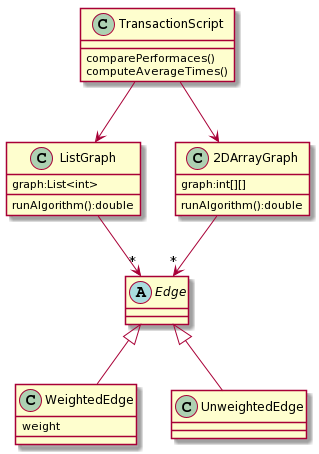 C TransactionScript
comparePerformaces()
computeAverageTimes()
C ListGraph
graph:List<int>
runAlgorithm():double
C 2DArrayGraph
graph:int[][]
runAlgorithm():double
* *
A Edge
C WeightedEdge
weight
C UnweightedEdge